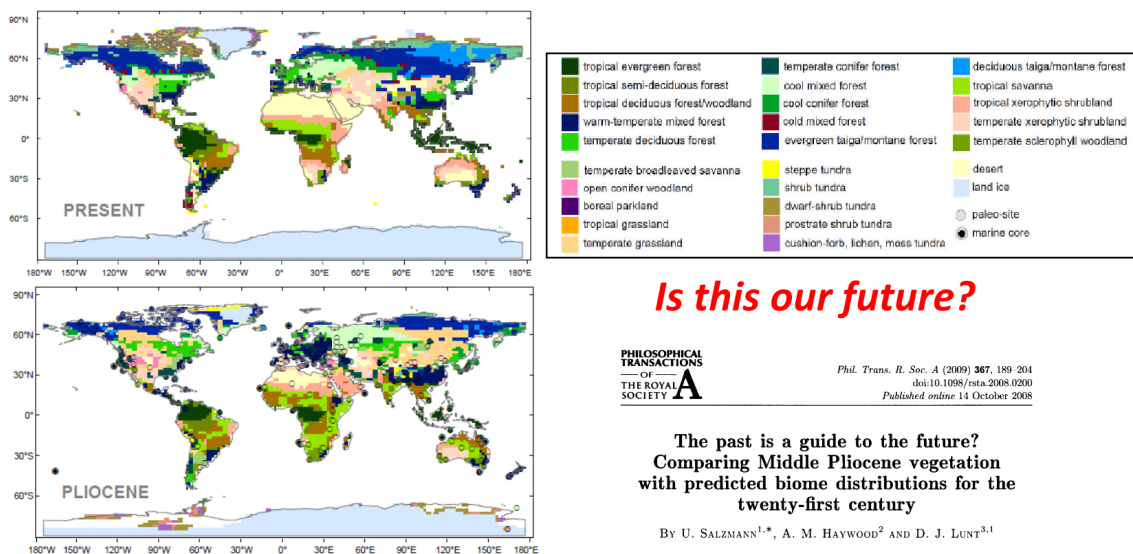 90°N
60°N
30°N
0°
30°S
60°S
PRESENT
180°W 150°W 120°W 90°W 60°W 30°W 0° 30°E 60°E 90°E 120°E 150°E 180°E
90°N
60°N
30°N
0°
30°S
60°S
PLIOCENE
180°W 150°W 120°W 90°W 60°W 30°W 0° 30°E 60°E 90°E 120°E 150°E 180°E
tropical evergreen forest
tropical semi-deciduous forest
tropical deciduous forest/woodland
warm-temperate mixed forest
temperate deciduous forest
temperate broadleaved savanna
open conifer woodland
boreal parkland
tropical grassland
temperate grassland
temperate conifer forest
cool mixed forest
cool conifer forest
cold mixed forest
evergreen taiga/montane forest
steppe tundra
shrub tundra
dwarf-shrub tundra
prostrate shrub tundra
cushion-forb, lichen, moss tundra
deciduous taiga/montane forest
tropical savanna
tropical xerophytic shrubland
temperate xerophytic shrubland
temperate sclerophyll woodland
desert
land ice
paleo-site
marine core
Is this our future?
PHILOSOPHICAL
TRANSACTIONS
OF
THE ROYAL
SOCIETY A
Phil. Trans. R. Soc. A (2009) 367, 189–204
doi:10.1098/rsta.2008.0200
Published online 14 October 2008
The past is a guide to the future?
Comparing Middle Pliocene vegetation
with predicted biome distributions for the
twenty-first century
By U. Salzmann1,*, A. M. Haywood2 and D. J. Lunt3,1